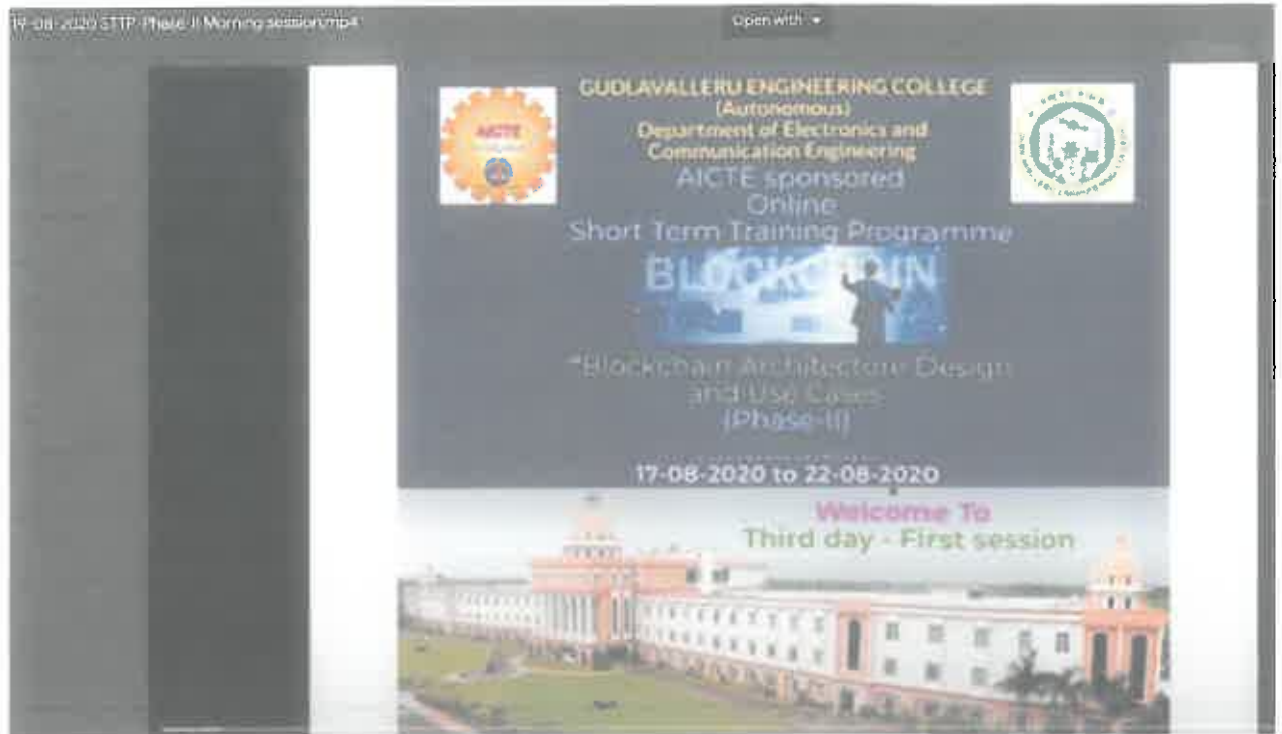 19-08-2020 STTP-Phase-II Morning session.mp4
Open with
GUDLAVALLERU ENGINEERING COLLEGE
(Autonomous)
Department of Electronics and
Communication Engineering
AICTE
AICTE sponsored
Online
Short Term Training Programme
BLOCKCHAIN
"Blockchain Architecture Design
and Use Cases
(Phase-II)
17-08-2020 to 22-08-2020
Welcome To
Third day - First session